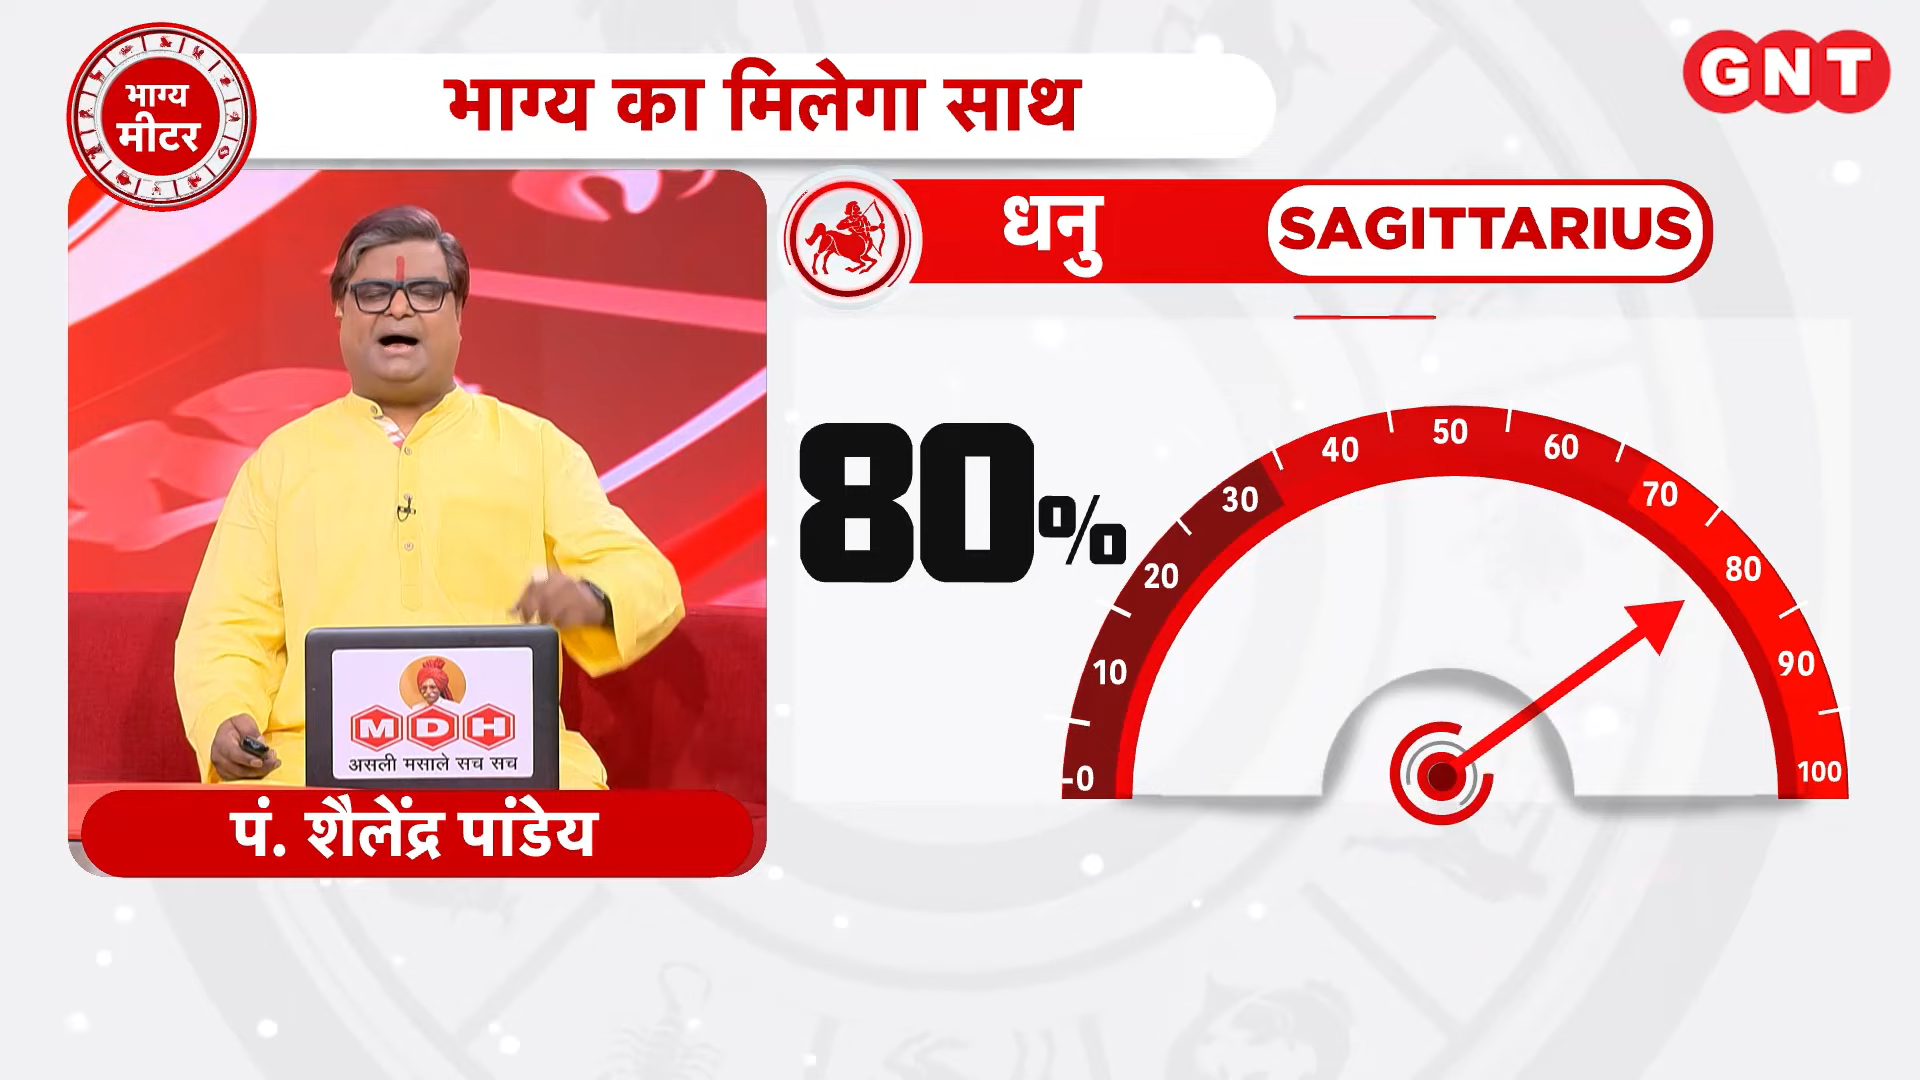 भाग्य
मीटर
भाग्य का मिलेगा साथ
GNT
धनु
SAGITTARIUS
80%
0
10
20
30
40
50
60
70
80
90
100
MDH
असली मसाले सच सच
पं. शैलेंद्र पांडेय